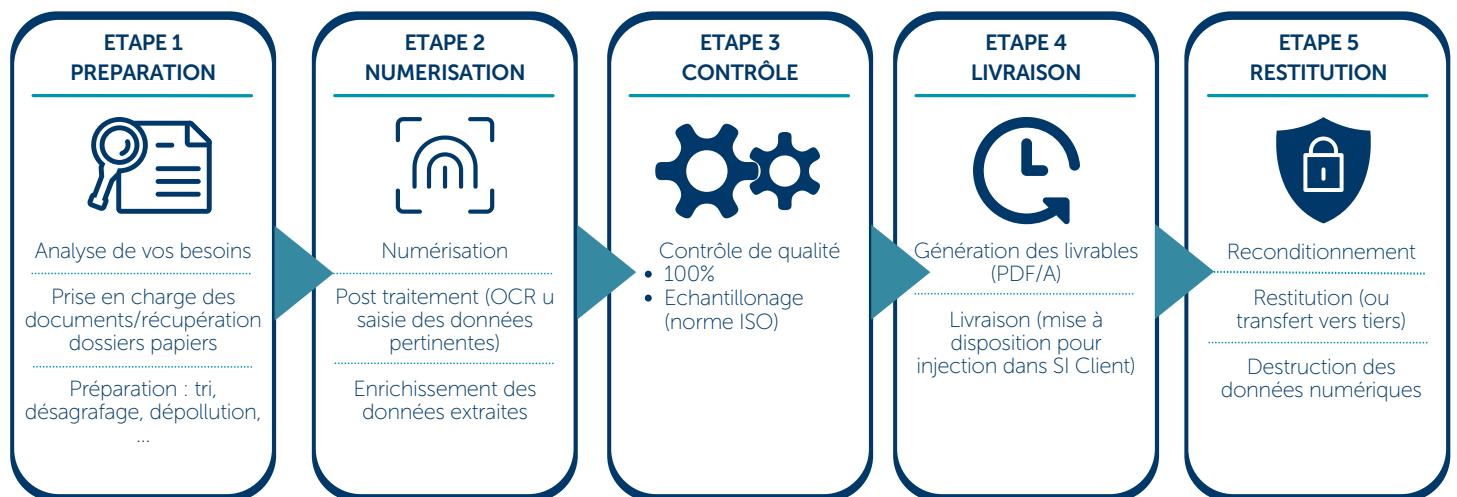 ETAPE 1
PREPARATION
Analyse de vos besoins
Prise en charge des
documents/récupération
dossiers papiers
Préparation : tri,
désagrafage, dépollution,
...
ETAPE 2
NUMERISATION
Numérisation
Post traitement (OCR u
saisie des données
pertinentes)
Enrichissement des
données extraites
ETAPE 3
CONTRÔLE
Contrôle de qualité
• 100%
• Echantillonage
(norme ISO)
ETAPE 4
LIVRAISON
Génération des livrables
(PDF/A)
Livraison (mise à
disposition pour
injection dans SI Client)
ETAPE 5
RESTITUTION
Reconditionnement
Restitution (ou
transfert vers tiers)
Destruction des
données numériques